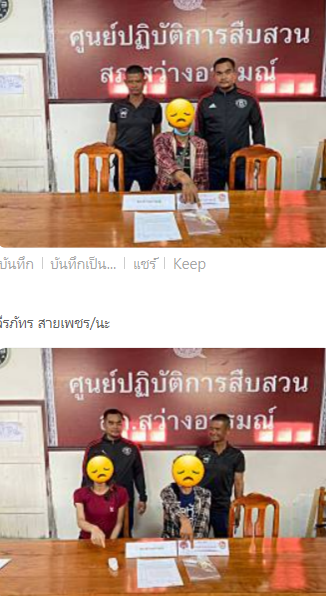 ศูนย์ปฏิบัติการสืบสวน
สภ.สว่างอารมณ์
บันทึก | บันทึกเป็น... | แชร์ | Keep
วีรภัทร สายเพชร/นะ
ศูนย์ปฏิบัติการสืบสวน
สภ.สว่างอารมณ์